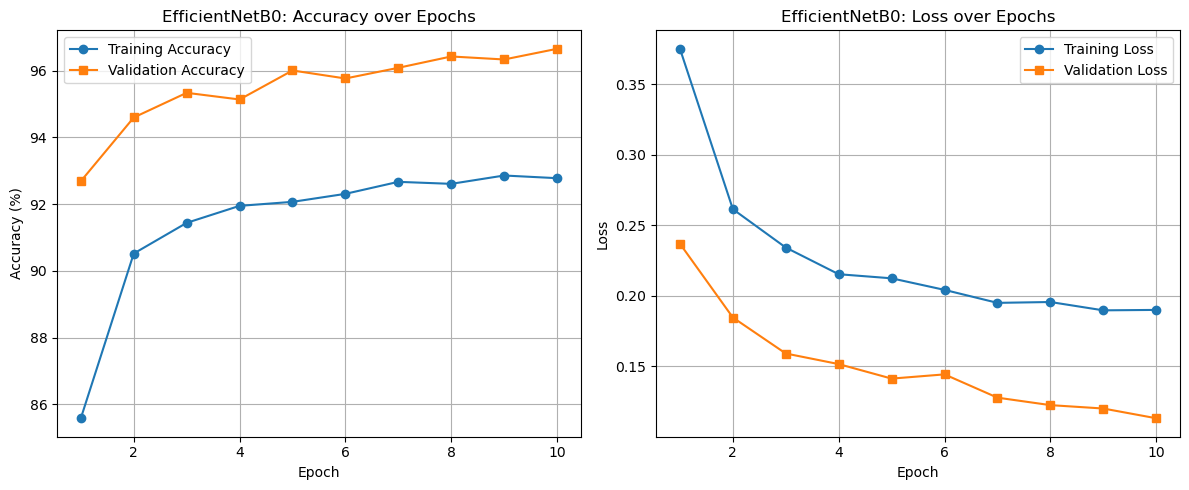 EfficientNetB0: Accuracy over Epochs
Training Accuracy
Validation Accuracy
96
94
92
90
88
86
Accuracy (%)
2 4 6 8 10
Epoch
EfficientNetB0: Loss over Epochs
Training Loss
Validation Loss
0.35
0.30
0.25
0.20
0.15
Loss
2 4 6 8 10
Epoch